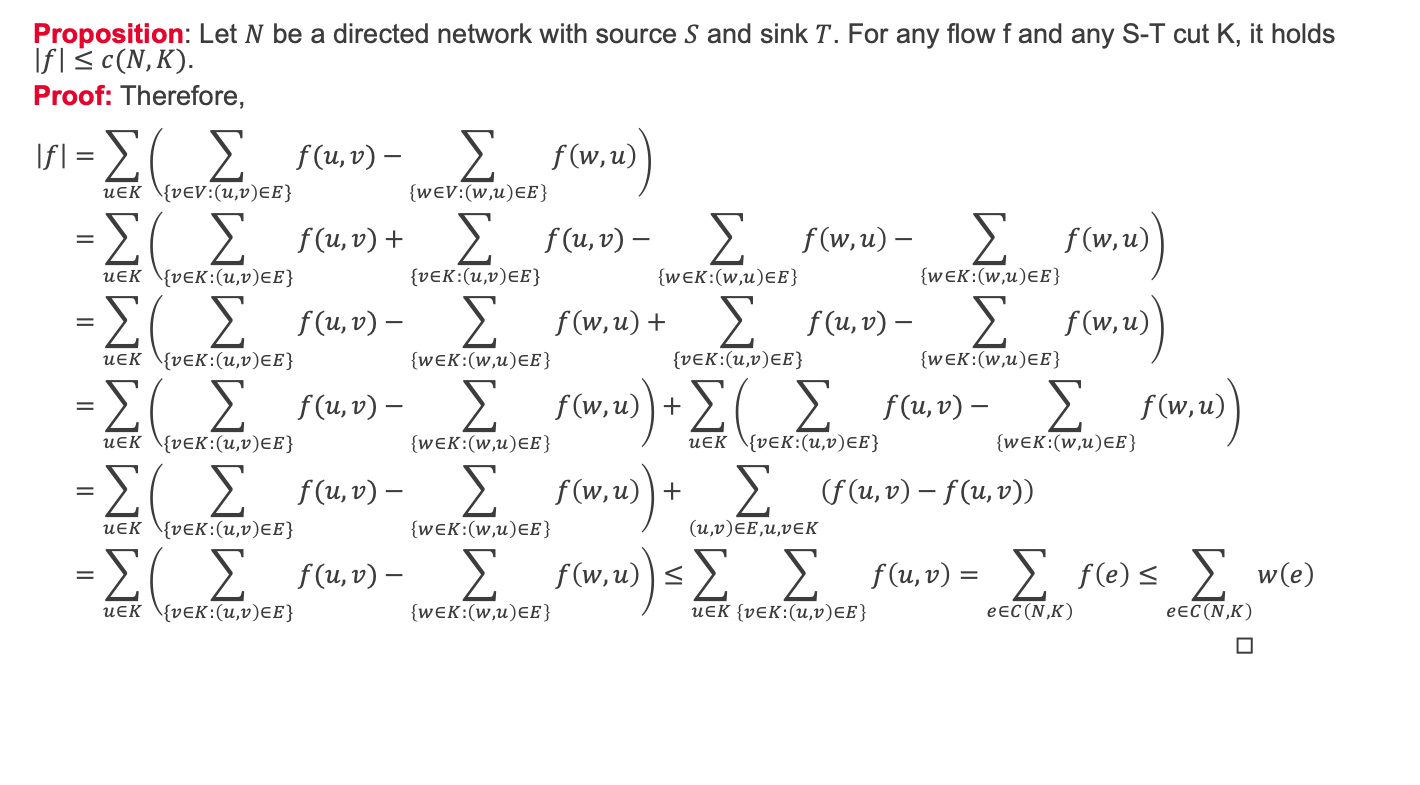 Proposition: Let N be a directed network with source S and sink T. For any flow f and any S-T cut K, it holds
|f| ≤ c(N, K).
Proof: Therefore,
|f| = ∑_{u∈K} ( ∑_{{v∈V:(u,v)∈E}} f(u, v) − ∑_{{w∈V:(w,u)∈E}} f(w, u) )
= ∑_{u∈K} ( ∑_{{v∈K:(u,v)∈E}} f(u, v) + ∑_{{v∈K:(u,v)∈E}} f(u, v) − ∑_{{w∈K:(w,u)∈E}} f(w, u) − ∑_{{w∈K:(w,u)∈E}} f(w, u) )
= ∑_{u∈K} ( ∑_{{v∈K:(u,v)∈E}} f(u, v) − ∑_{{w∈K:(w,u)∈E}} f(w, u) + ∑_{{v∈K:(u,v)∈E}} f(u, v) − ∑_{{w∈K:(w,u)∈E}} f(w, u) )
= ∑_{u∈K} ( ∑_{{v∈K:(u,v)∈E}} f(u, v) − ∑_{{w∈K:(w,u)∈E}} f(w, u) ) + ∑_{u∈K} ( ∑_{{v∈K:(u,v)∈E}} f(u, v) − ∑_{{w∈K:(w,u)∈E}} f(w, u) )
= ∑_{u∈K} ( ∑_{{v∈K:(u,v)∈E}} f(u, v) − ∑_{{w∈K:(w,u)∈E}} f(w, u) ) + ∑_{(u,v)∈E,u,v∈K} (f(u, v) − f(u, v))
= ∑_{u∈K} ( ∑_{{v∈K:(u,v)∈E}} f(u, v) − ∑_{{w∈K:(w,u)∈E}} f(w, u) ) ≤ ∑_{u∈K} ∑_{{v∈K:(u,v)∈E}} f(u, v) = ∑_{e∈C(N,K)} f(e) ≤ ∑_{e∈C(N,K)} w(e)
□